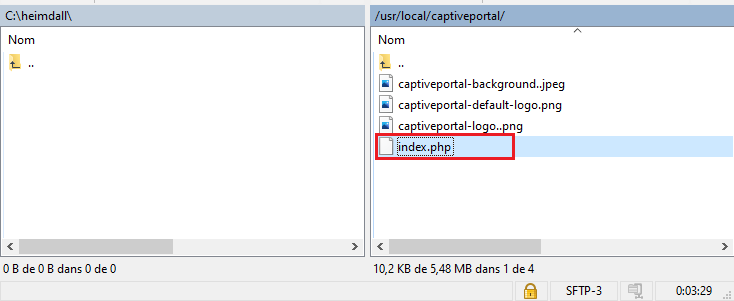 C:\heimdall\
Nom
..
0 B de 0 B dans 0 de 0
/usr/local/captiveportal/
Nom
..
captiveportal-background..jpeg
captiveportal-default-logo.png
captiveportal-logo..png
index.php
10,2 KB de 5,48 MB dans 1 de 4
SFTP-3
0:03:29